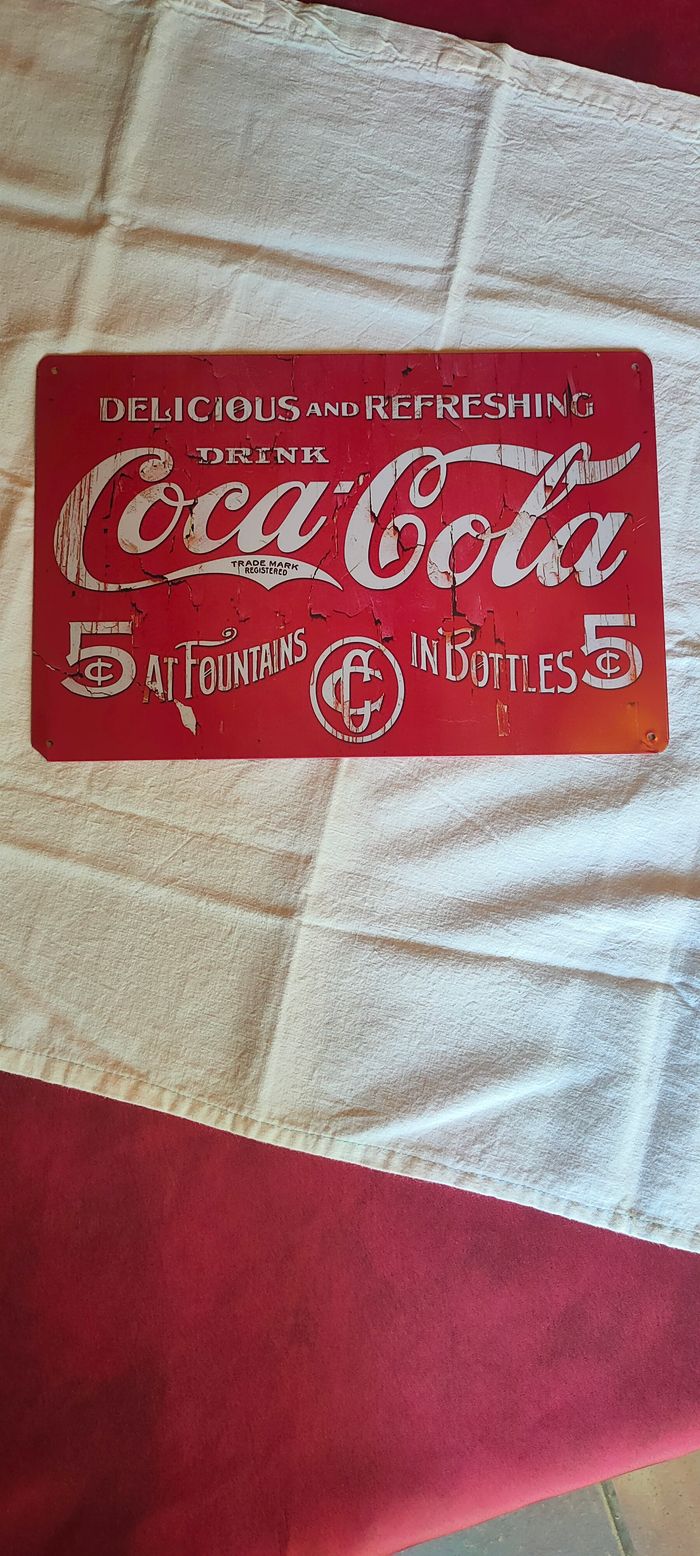 DELICIOUS AND REFRESHING
DRINK
Coca-Cola
TRADE MARK
REGISTERED
5¢ AT FOUNTAINS CC IN BOTTLES 5¢